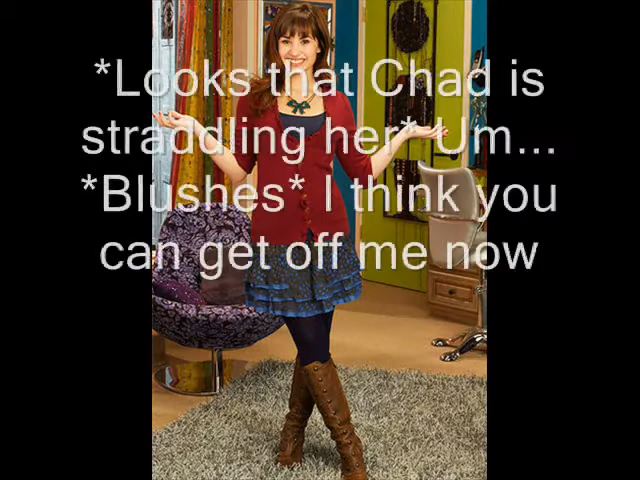 *Looks that Chad is
straddling her* Um...
*Blushes* I think you
can get off me now